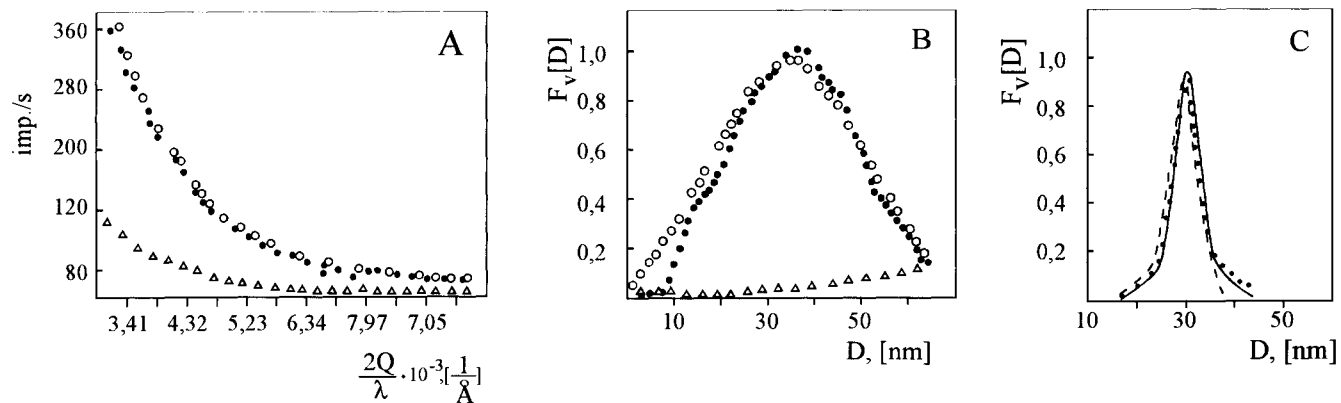 A
imp./s
360
280
200
120
80
3,41 4,32 5,23 6,34 7,97 7,05
2Q/λ · 10⁻³,[1/Å]
B
Fv[D]
1,0
0,8
0,6
0,4
0,2
10 30 50
D, [nm]
C
Fv[D]
1,0
0,8
0,6
0,4
0,2
10 30 50
D, [nm]